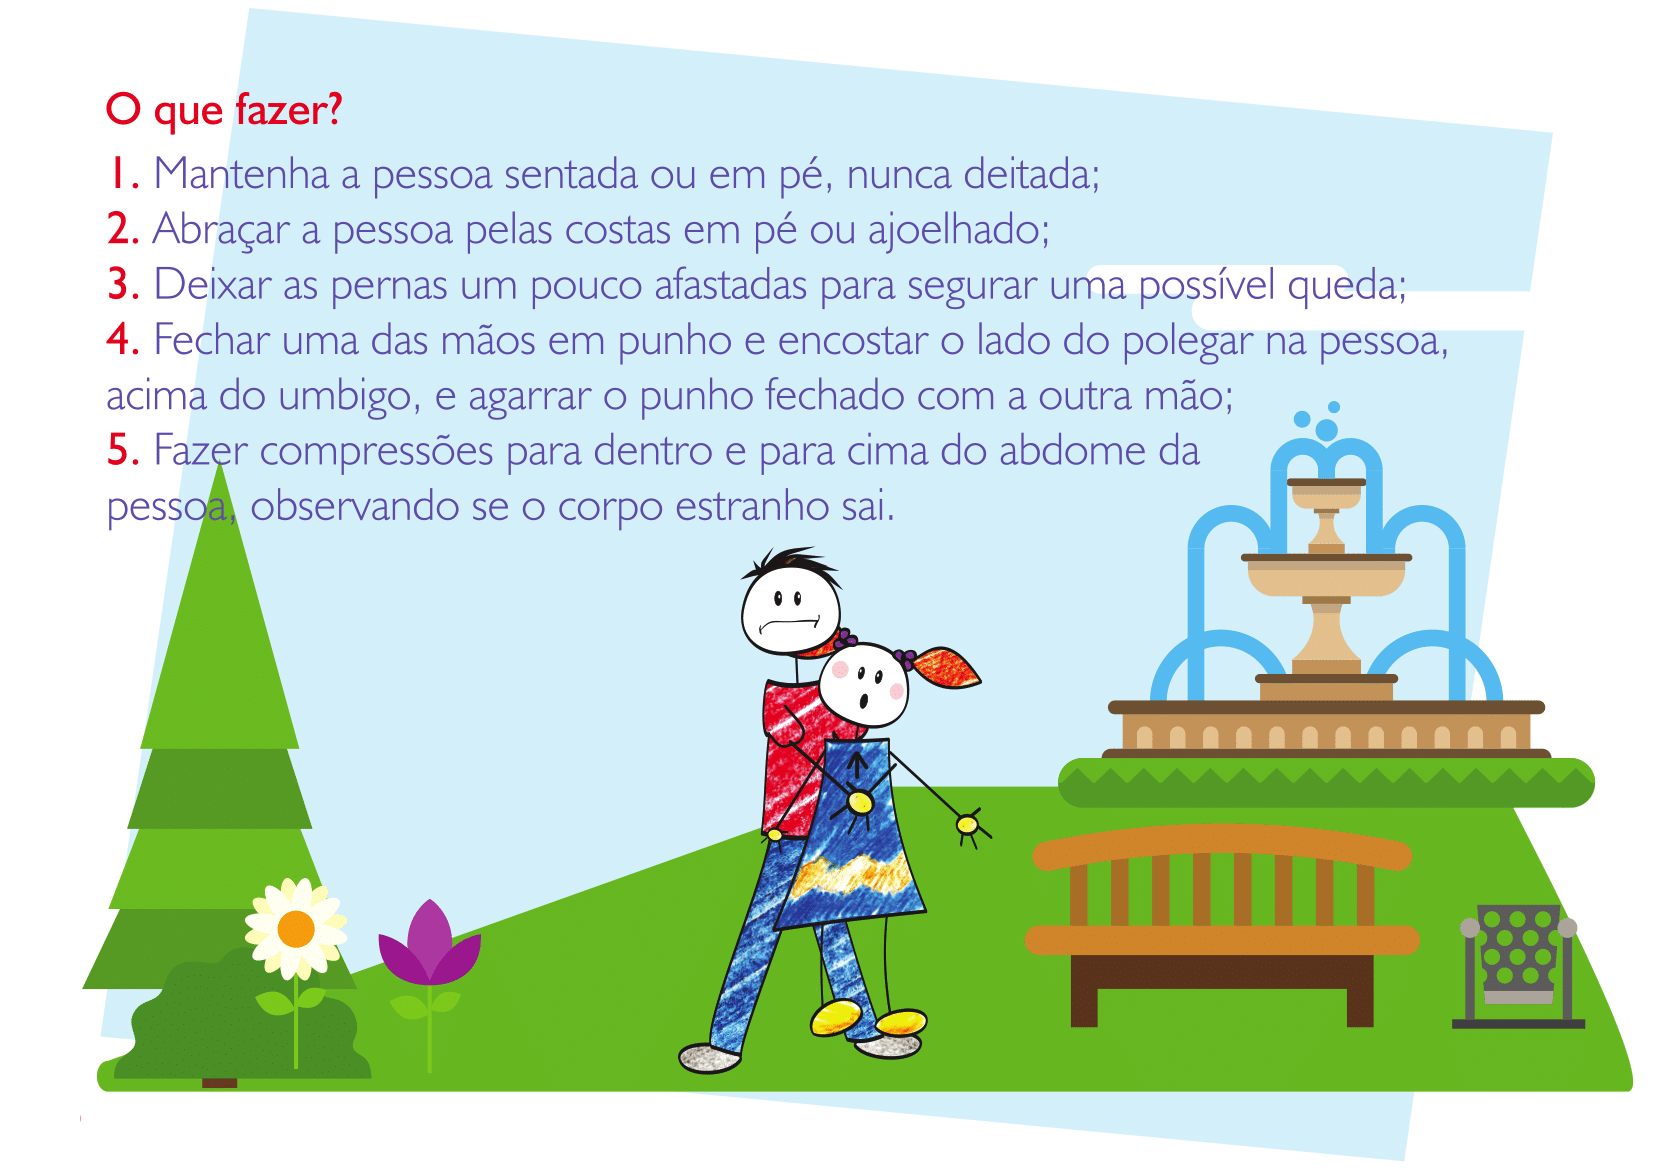 O que fazer?
1. Mantenha a pessoa sentada ou em pé, nunca deitada;
2. Abraçar a pessoa pelas costas em pé ou ajoelhado;
3. Deixar as pernas um pouco afastadas para segurar uma possível queda;
4. Fechar uma das mãos em punho e encostar o lado do polegar na pessoa,
acima do umbigo, e agarrar o punho fechado com a outra mão;
5. Fazer compressões para dentro e para cima do abdome da
pessoa, observando se o corpo estranho sai.